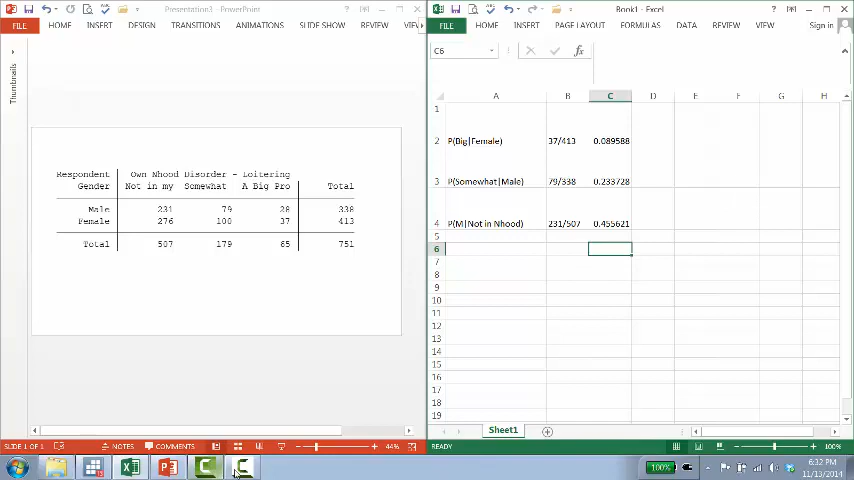 Presentation3 - PowerPoint
FILE HOME INSERT DESIGN TRANSITIONS ANIMATIONS SLIDE SHOW REVIEW
Thumbnails
Respondent Own Nhood Disorder - Loitering
Gender Not in my Somewhat A Big Pro Total
Male 231 79 28 338
Female 276 100 37 413
Total 507 179 65 751
SLIDE 1 OF 1 NOTES COMMENTS 44%
Book1 - Excel
FILE HOME INSERT PAGE LAYOUT FORMULAS DATA REVIEW VIEW Sign in
C6 fx
A B C D E F G H
1
2 P(Big|Female) 37/413 0.089588
3 P(Somewhat|Male) 79/338 0.233728
4 P(M|Not in Nhood) 231/507 0.455621
5
6
7
8
9
10
11
12
13
14
15
16
17
18
19
Sheet1
READY 100%
100% 6:32 PM
11/13/2014